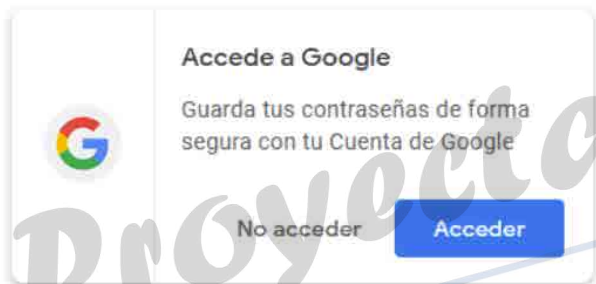 Accede a Google
Guarda tus contraseñas de forma
segura con tu Cuenta de Google
No acceder
Acceder